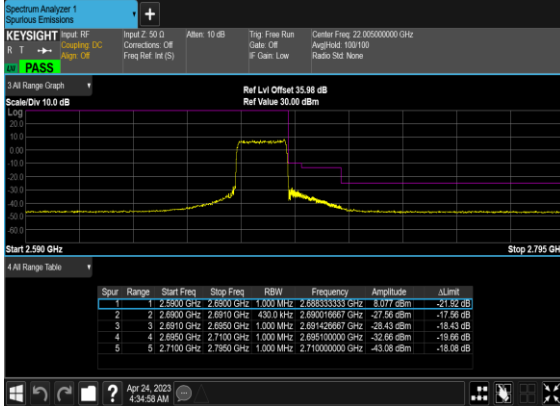 Spectrum Analyzer 1
Spurious Emissions
+
KEYSIGHT Input: RF Input Z: 50 Ω Atten: 10 dB Trig: Free Run Center Freq: 22.005000000 GHz
R T Coupling: DC Corrections: Off Gate: Off Avg|Hold: 100/100
Align: Off Freq Ref: Int (S) IF Gain: Low Radio Std: None
PASS
3 All Range Graph
Ref Lvl Offset 35.98 dB
Scale/Div 10.0 dB Ref Value 30.00 dBm
Log
20.0
10.0
0.00
-10.0
-20.0
-30.0
-40.0
-50.0
-60.0
Start 2.590 GHz Stop 2.795 GH
4 All Range Table
Spur Range Start Freq Stop Freq RBW Frequency Amplitude ΔLimit
1 1 2.5900 GHz 2.6900 GHz 1.000 MHz 2.688333333 GHz 8.077 dBm -21.92 dB
2 2 2.6900 GHz 2.6910 GHz 430.0 kHz 2.690016667 GHz -27.56 dBm -17.56 dB
3 3 2.6910 GHz 2.6950 GHz 1.000 MHz 2.691426667 GHz -28.43 dBm -18.43 dB
4 4 2.6950 GHz 2.7100 GHz 1.000 MHz 2.695100000 GHz -32.66 dBm -19.66 dB
5 5 2.7100 GHz 2.7950 GHz 1.000 MHz 2.710000000 GHz -43.08 dBm -18.08 dB
? Apr 24, 2023
4:34:58 AM